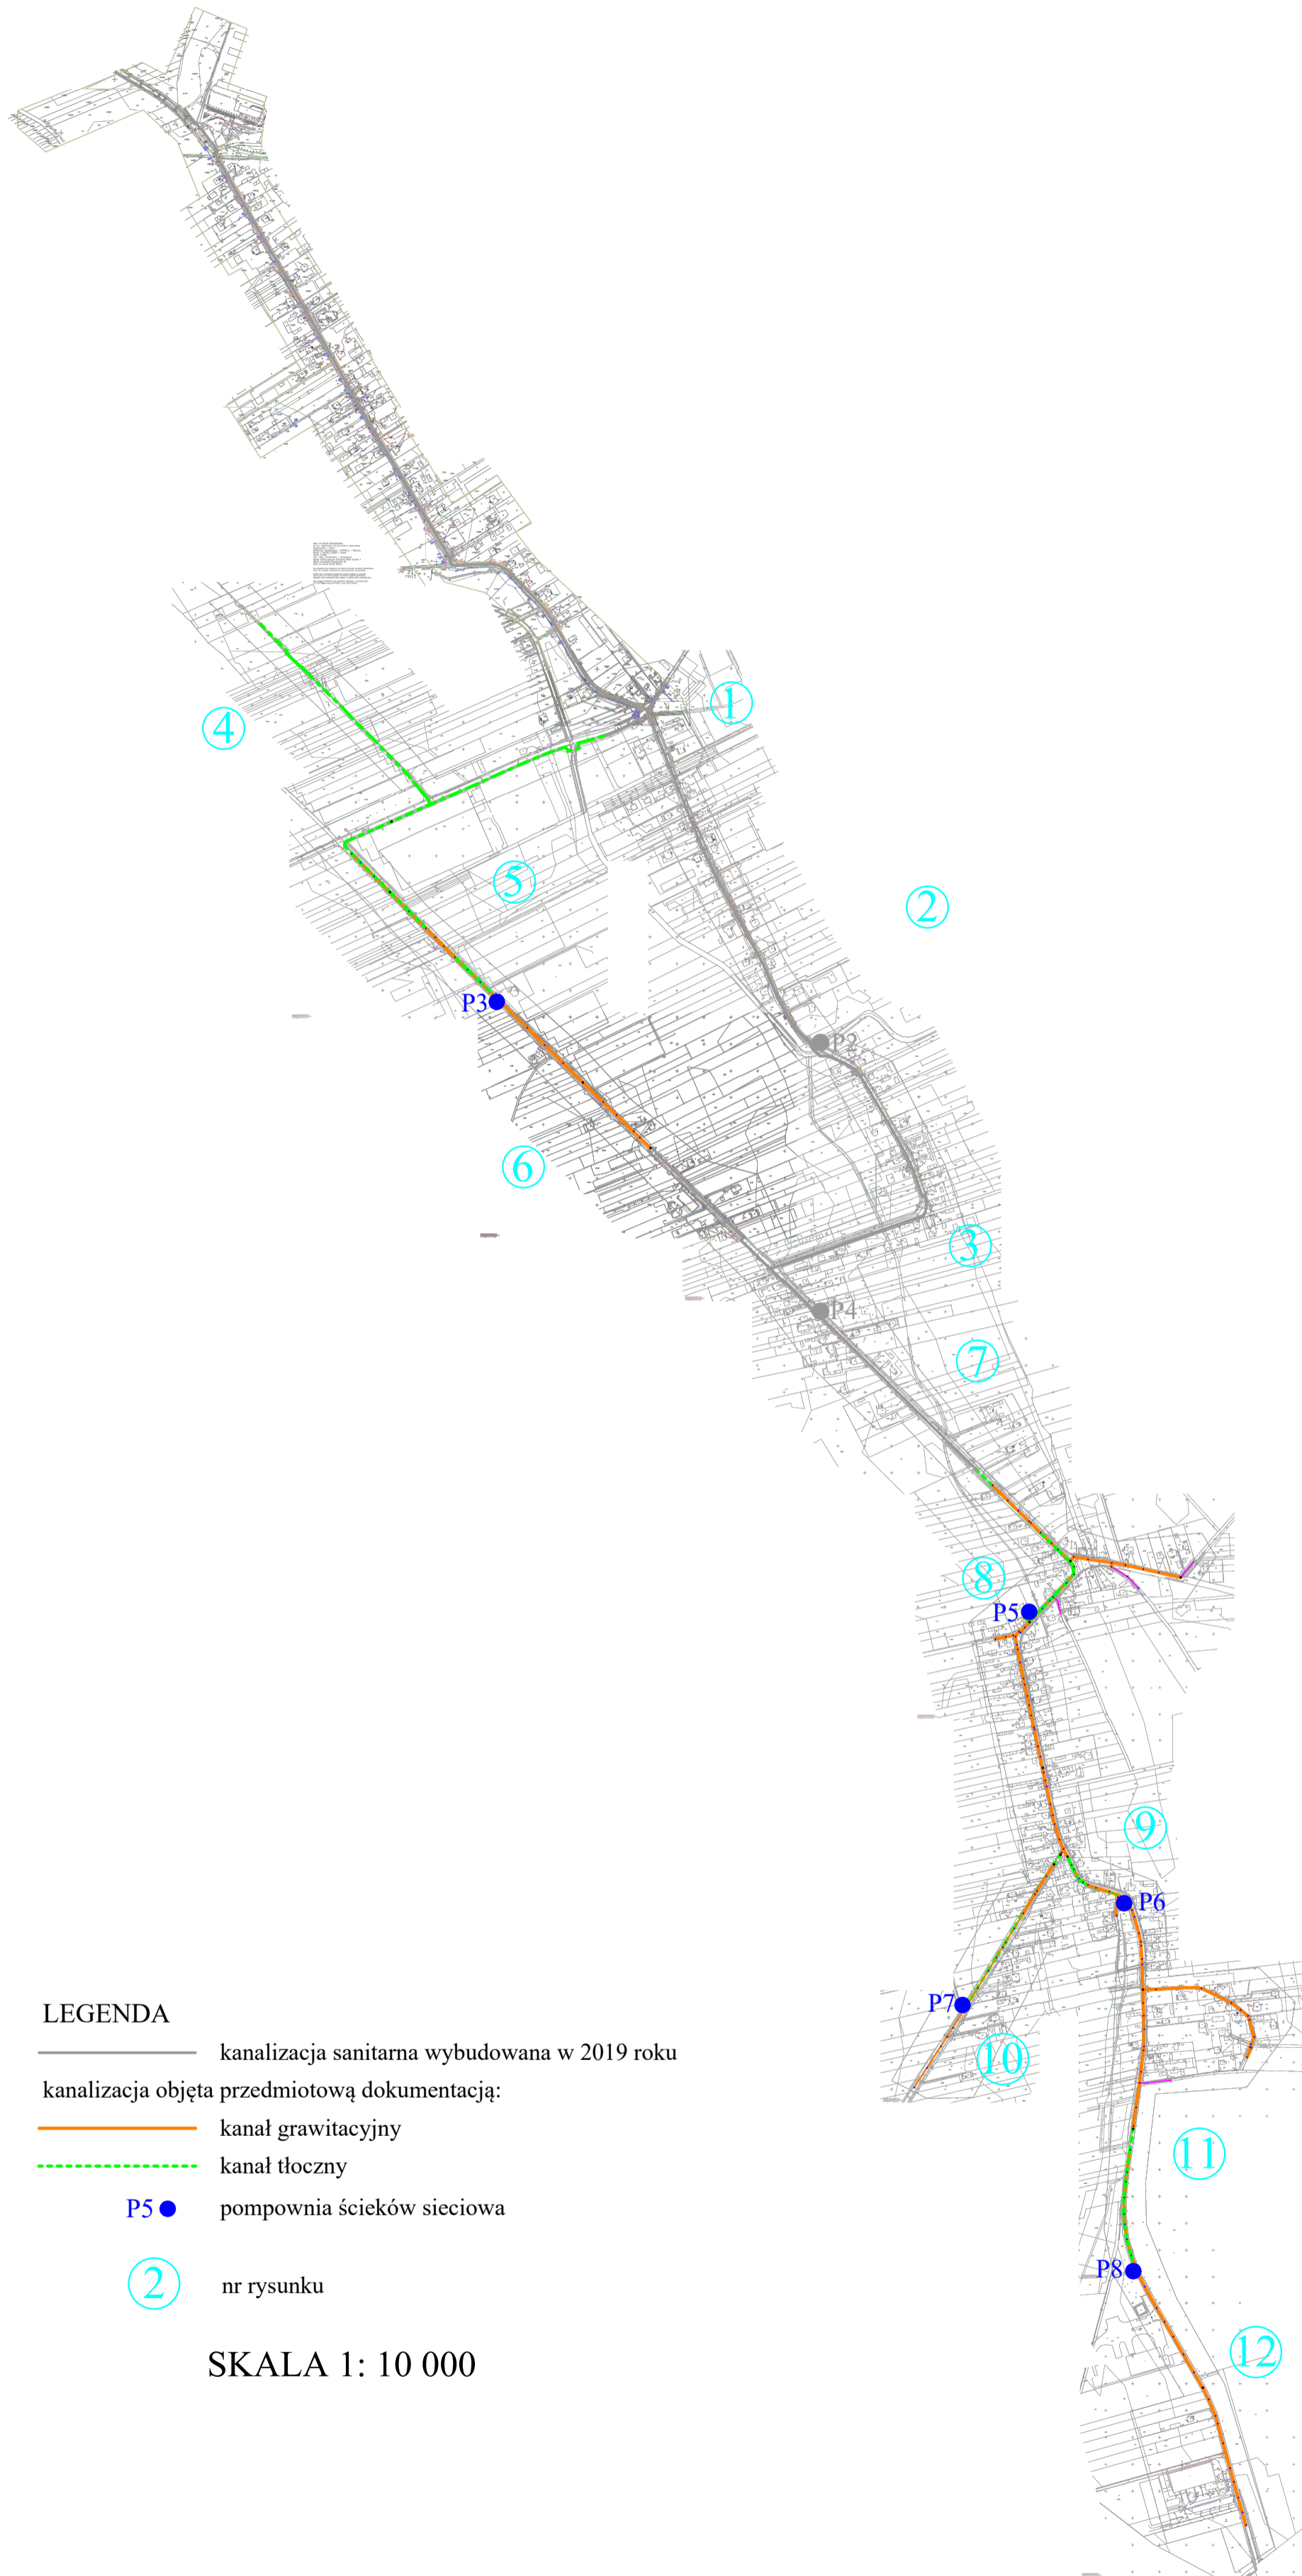 1
4
5
2
P3
P2
6
3
P4
7
8
P5
9
P6
P7
10
11
P8
12
LEGENDA
kanalizacja sanitarna wybudowana w 2019 roku
kanalizacja objęta przedmiotową dokumentacją:
kanał grawitacyjny
kanał tłoczny
P5 pompownia ścieków sieciowa
2 nr rysunku
SKALA 1: 10 000